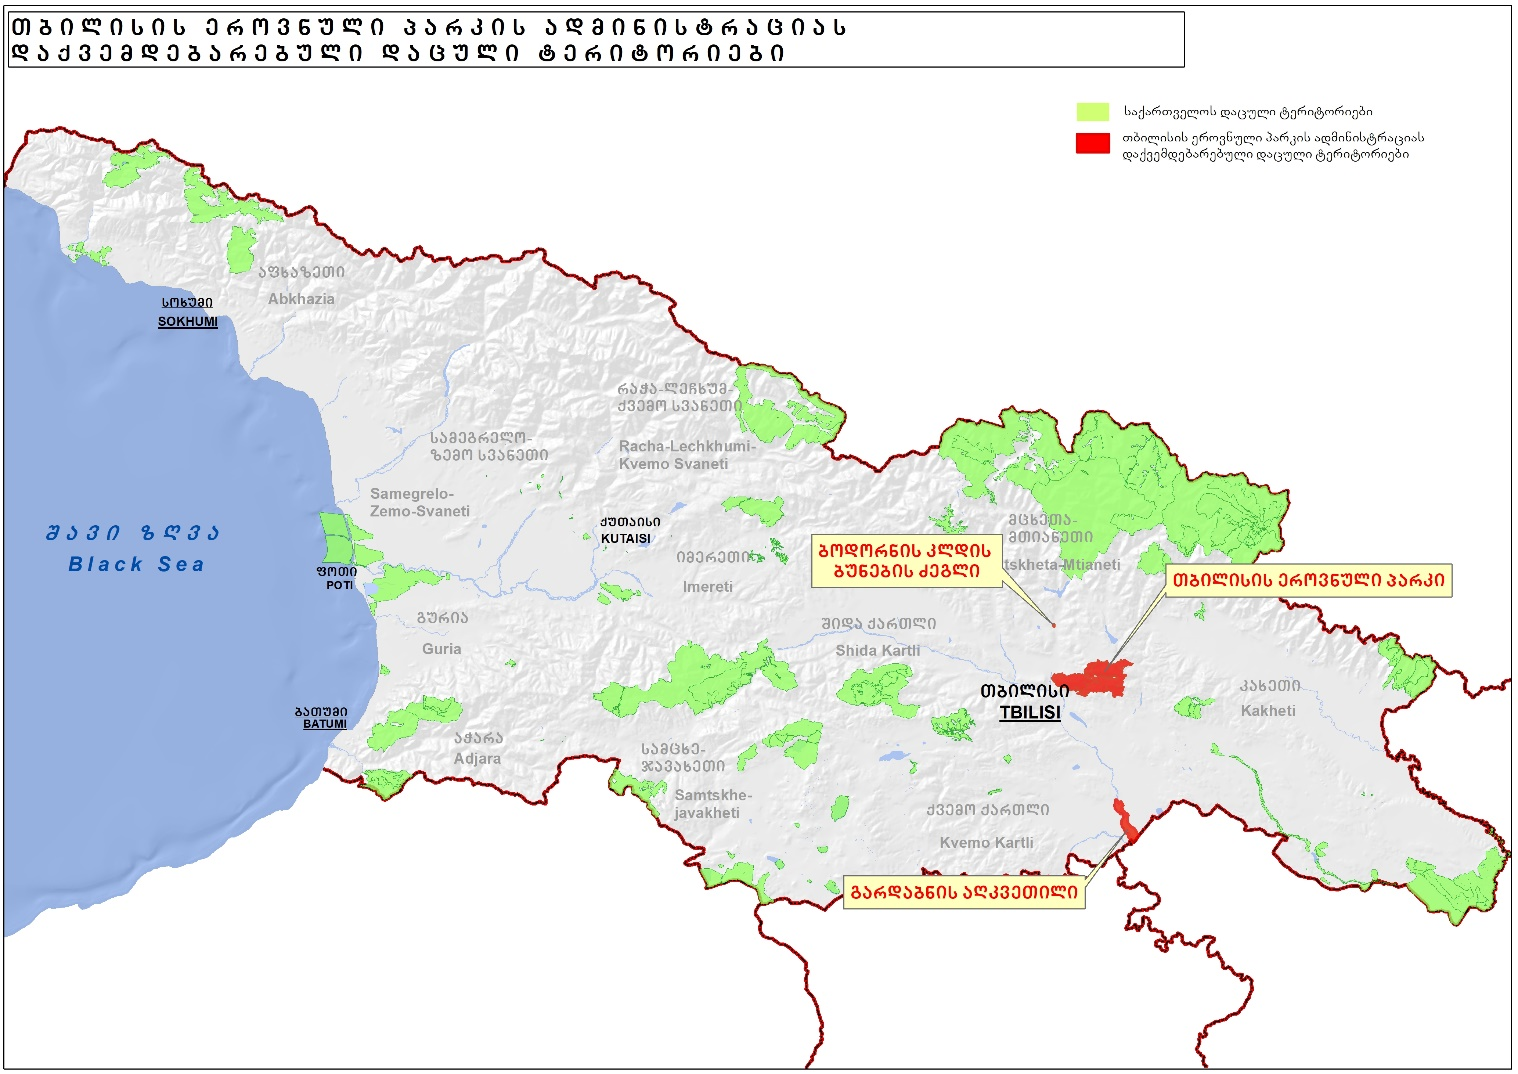 თბილისის ეროვნული პარკის ადმინისტრაციას
დაქვემდებარებული დაცული ტერიტორიები
საქართველოს დაცული ტერიტორიები
თბილისის ეროვნული პარკის ადმინისტრაციას
დაქვემდებარებული დაცული ტერიტორიები
აფხაზეთი
Abkhazia
სოხუმი
SOKHUMI
რაჭა-ლეჩხუმ-
ქვემო სვანეთი
Racha-Lechkhumi-
Kvemo Svaneti
სამეგრელო-
ზემო სვანეთი
Samegrelo-
Zemo-Svaneti
შავი ზღვა
Black Sea
ქუთაისი
KUTAISI
მცხეთა-
მთიანეთი
tskheta-Mtianeti
ბოდორნის კლდის
ბუნების ძეგლი
თბილისის ეროვნული პარკი
იმერეთი
Imereti
ფოთი
POTI
გურია
Guria
შიდა ქართლი
Shida Kartli
თბილისი
TBILISI
კახეთი
Kakheti
ბათუმი
BATUMI
აჭარა
Adjara
სამცხე-
ჯავახეთი
Samtskhe-
javakheti
ქვემო ქართლი
Kvemo Kartli
გარდაბნის აღკვეთილი